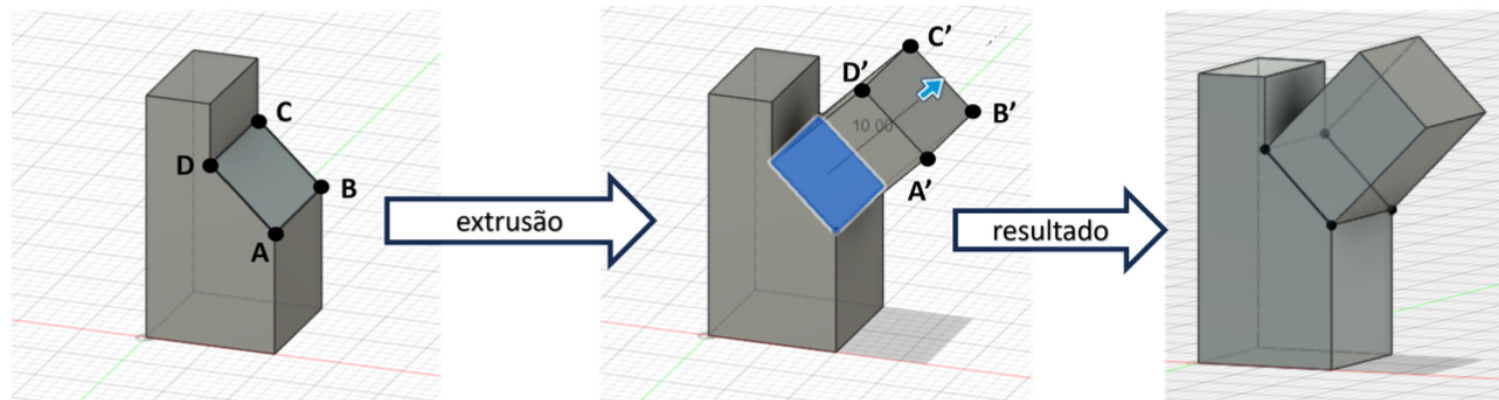 C
D
B
A
extrusão
C’
D’
B’
10.00
A’
resultado